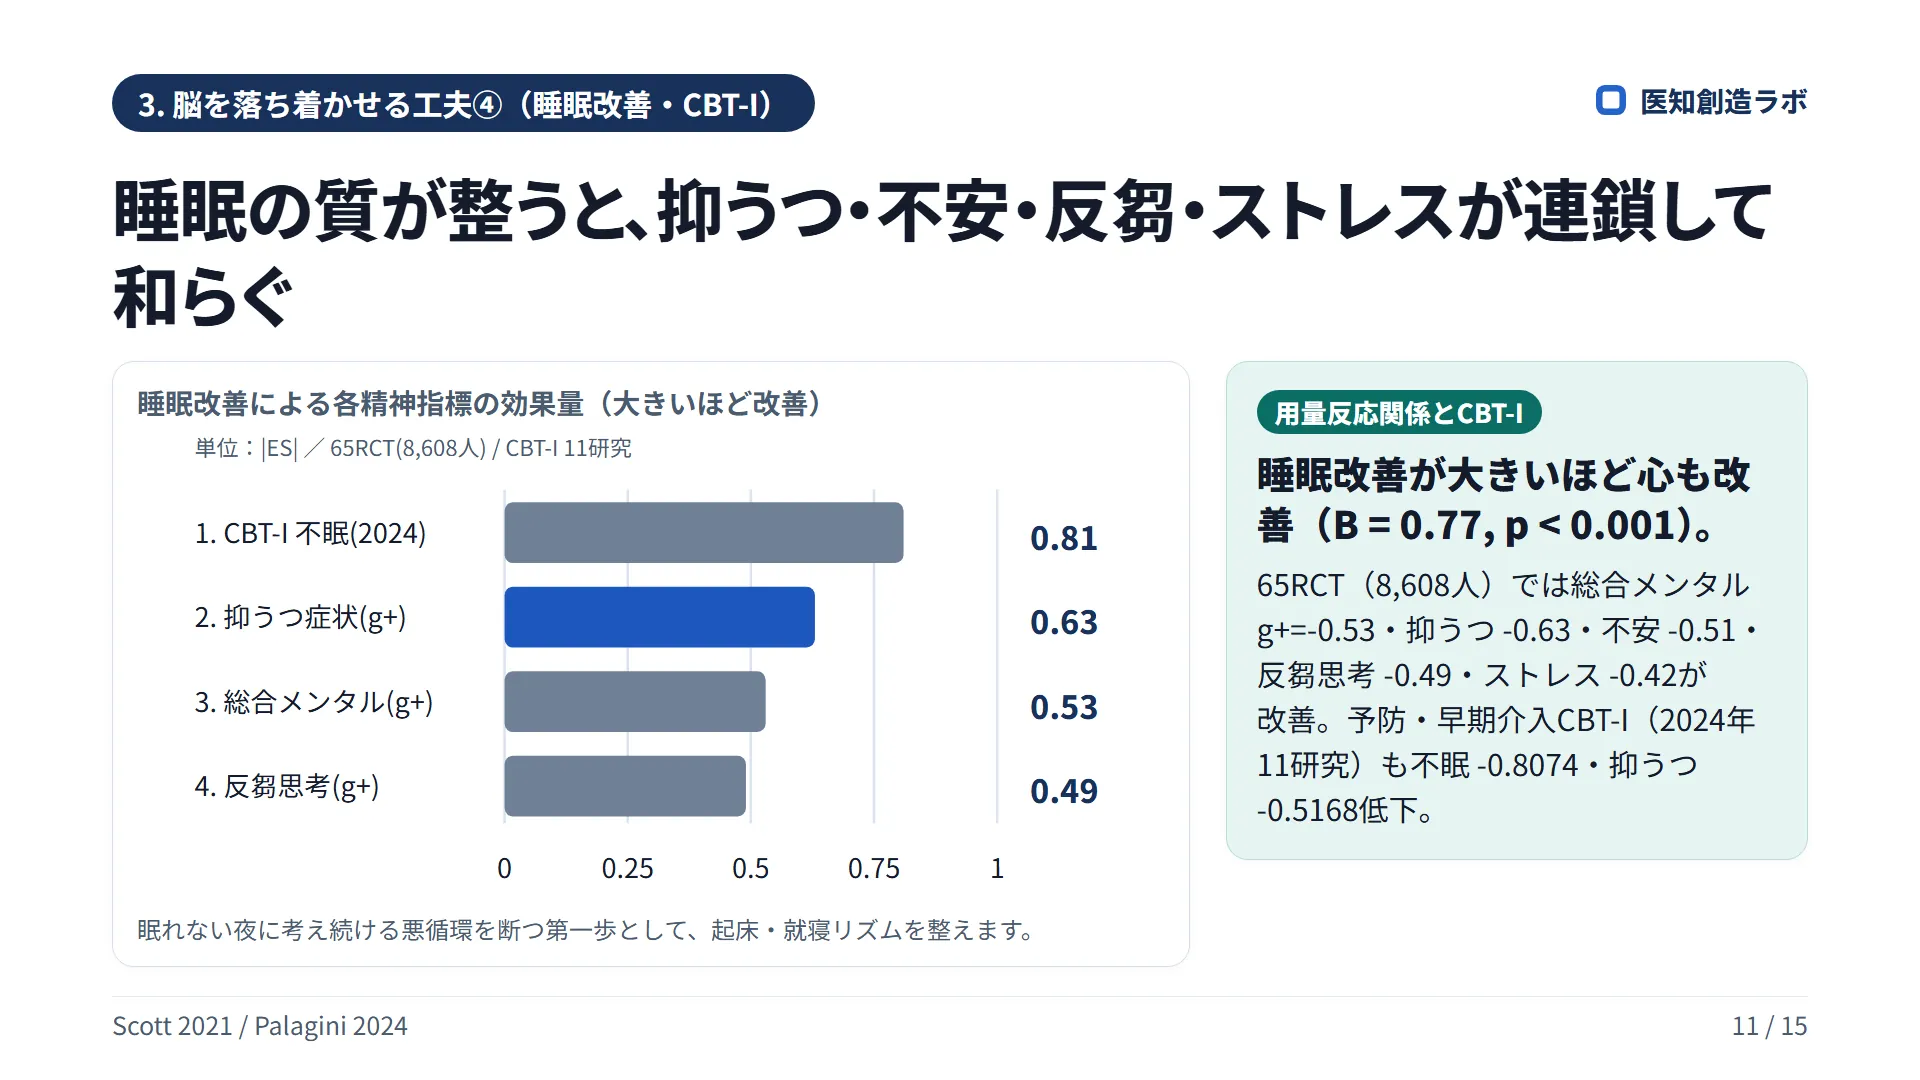 3. 脳を落ち着かせる工夫④（睡眠改善・CBT-I）
医知創造ラボ
睡眠の質が整うと、抑うつ・不安・反芻・ストレスが連鎖して
和らぐ
睡眠改善による各精神指標の効果量（大きいほど改善）
単位：|ES| ／ 65RCT(8,608人) / CBT-I 11研究
1. CBT-I 不眠(2024)
0.81
2. 抑うつ症状(g+)
0.63
3. 総合メンタル(g+)
0.53
4. 反芻思考(g+)
0.49
0 0.25 0.5 0.75 1
眠れない夜に考え続ける悪循環を断つ第一歩として、起床・就寝リズムを整えます。
用量反応関係とCBT-I
睡眠改善が大きいほど心も改
善（B = 0.77, p < 0.001）。
65RCT（8,608人）では総合メンタル
g+=-0.53・抑うつ -0.63・不安 -0.51・
反芻思考 -0.49・ストレス -0.42が
改善。予防・早期介入CBT-I（2024年
11研究）も不眠 -0.8074・抑うつ
-0.5168低下。
Scott 2021 / Palagini 2024
11 / 15